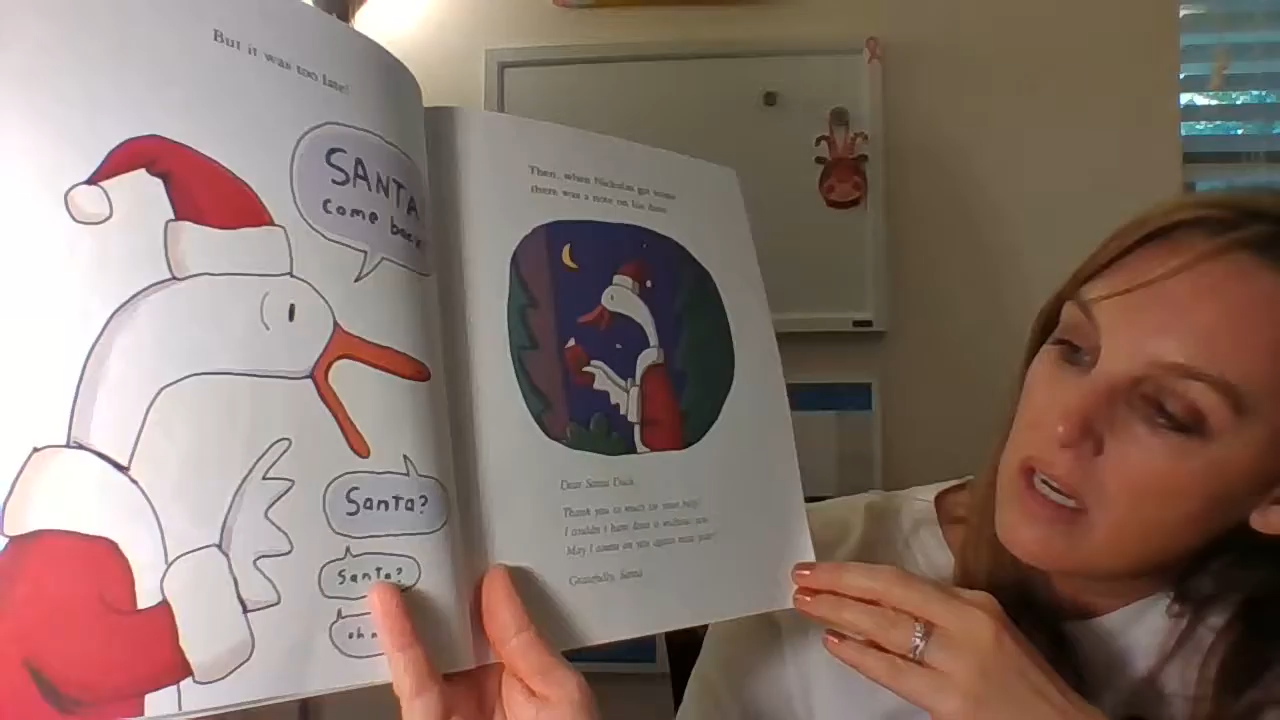 But it was too late!
SANTA
come back
Santa?
Santa?
oh
Then, when Nicholas got home
there was a note on his door.
Dear Santa Duck,
Thank you so much for your help!
I couldn't have done it without you.
May I count on you again next year?
Gratefully, Santa